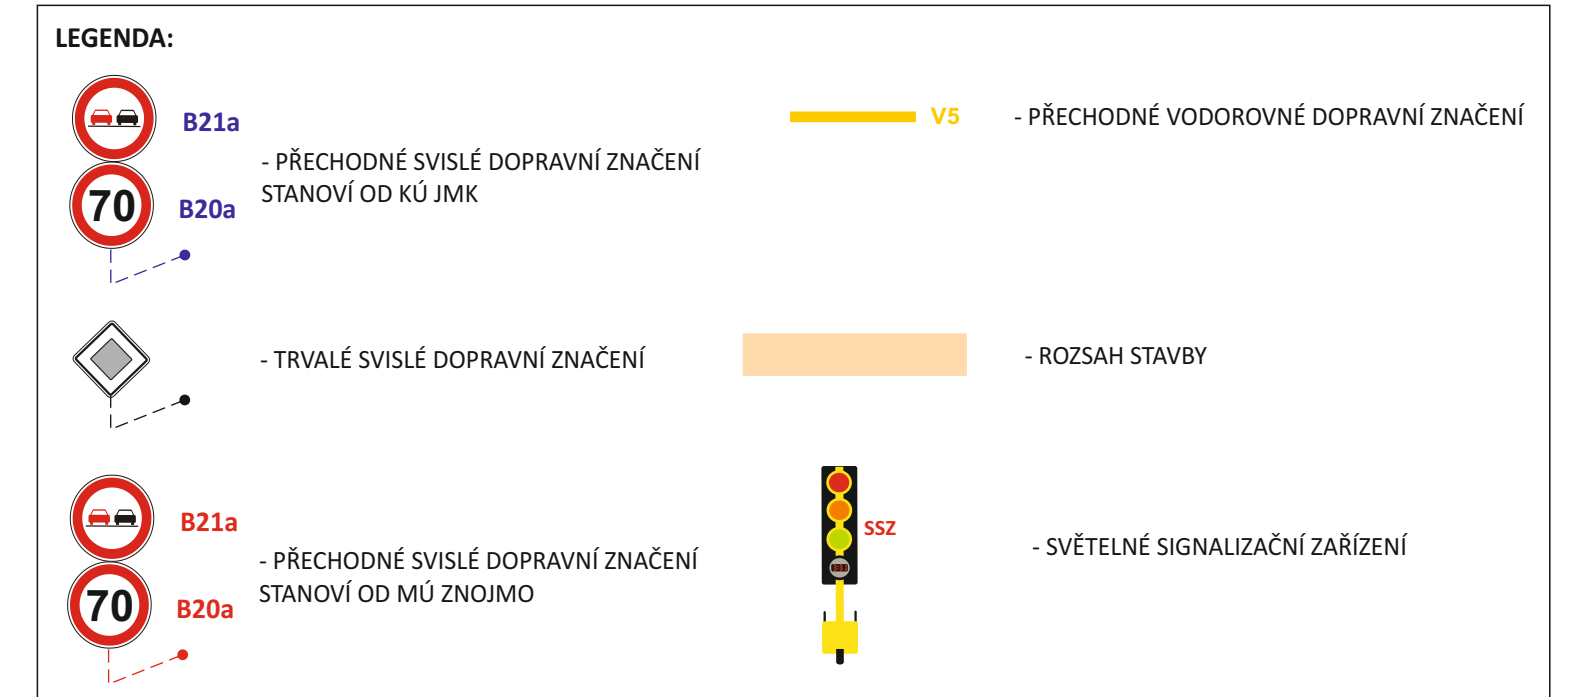 LEGENDA:
B21a
70
B20a
- PŘECHODNÉ SVISLÉ DOPRAVNÍ ZNAČENÍ
STANOVÍ OD KÚ JMK
V5
- PŘECHODNÉ VODOROVNÉ DOPRAVNÍ ZNAČENÍ
- TRVALÉ SVISLÉ DOPRAVNÍ ZNAČENÍ
- ROZSAH STAVBY
B21a
70
B20a
- PŘECHODNÉ SVISLÉ DOPRAVNÍ ZNAČENÍ
STANOVÍ OD MÚ ZNOJMO
SSZ
- SVĚTELNÉ SIGNALIZAČNÍ ZAŘÍZENÍ